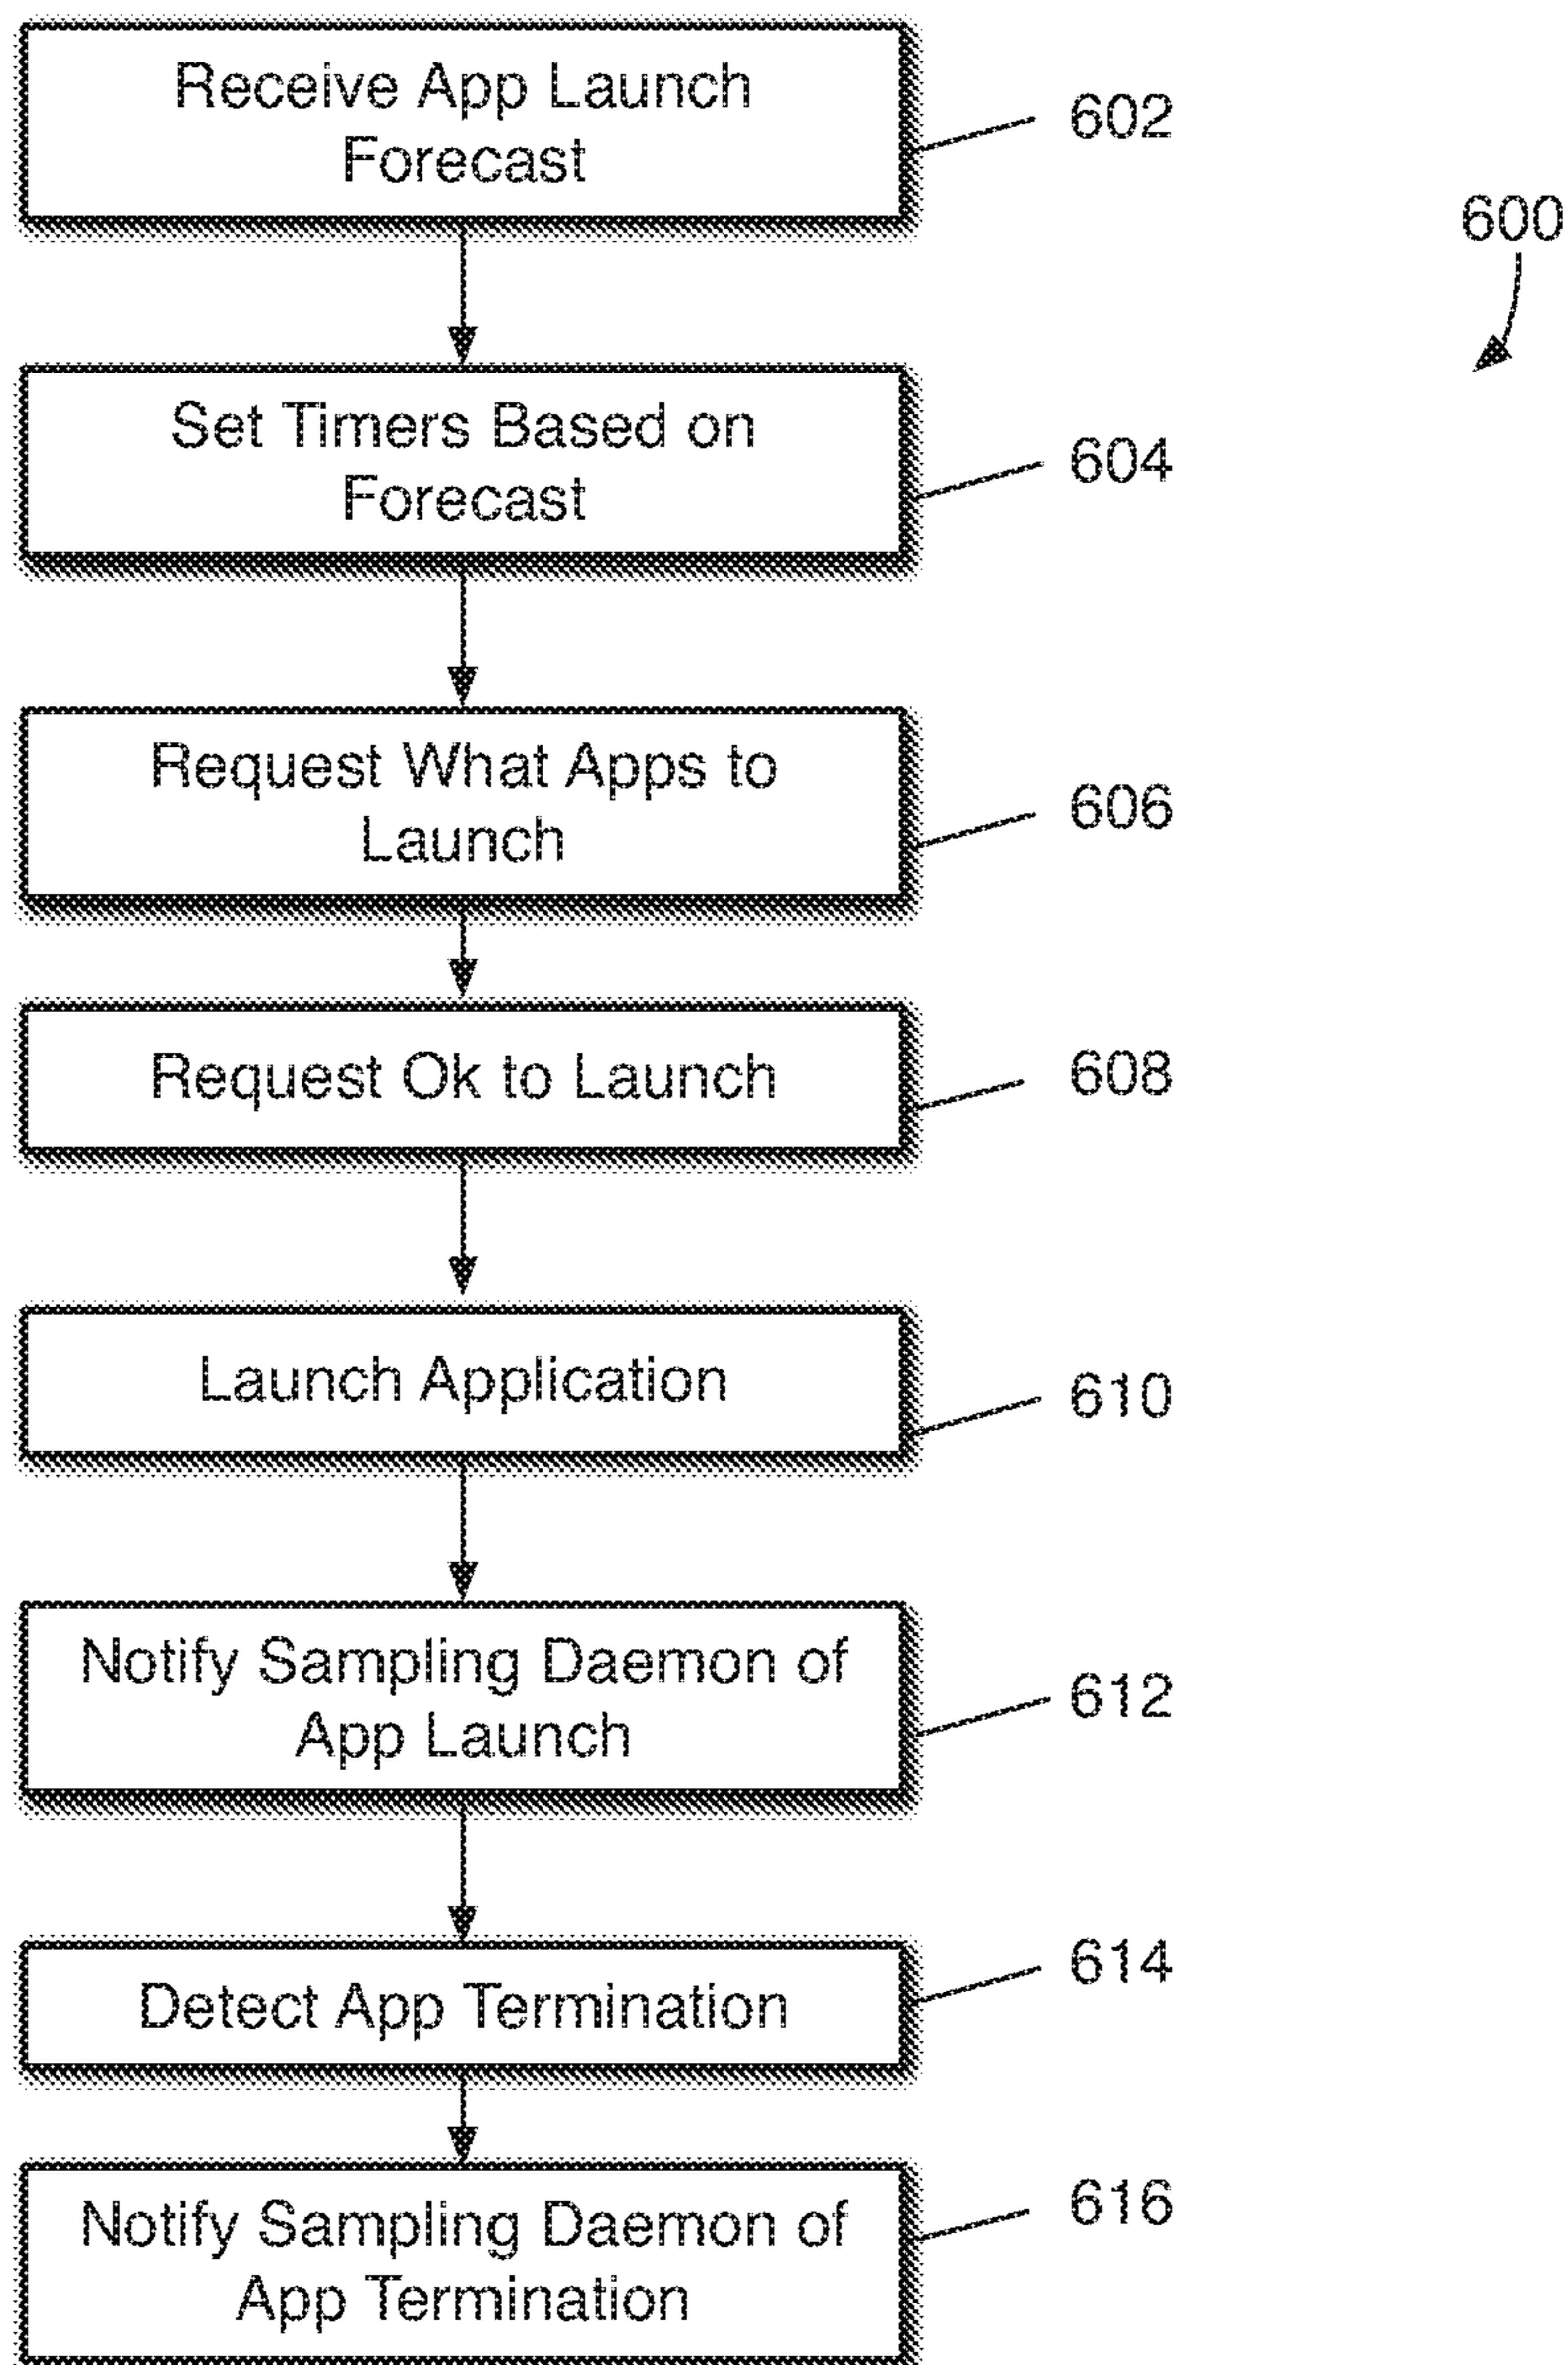 Receive App Launch
Forecast
602
600
Set Timers Based on
Forecast
604
Request What Apps to
Launch
606
Request Ok to Launch
608
Launch Application
610
Notify Sampling Daemon of
App Launch
612
Detect App Termination
614
Notify Sampling Daemon of
App Termination
616